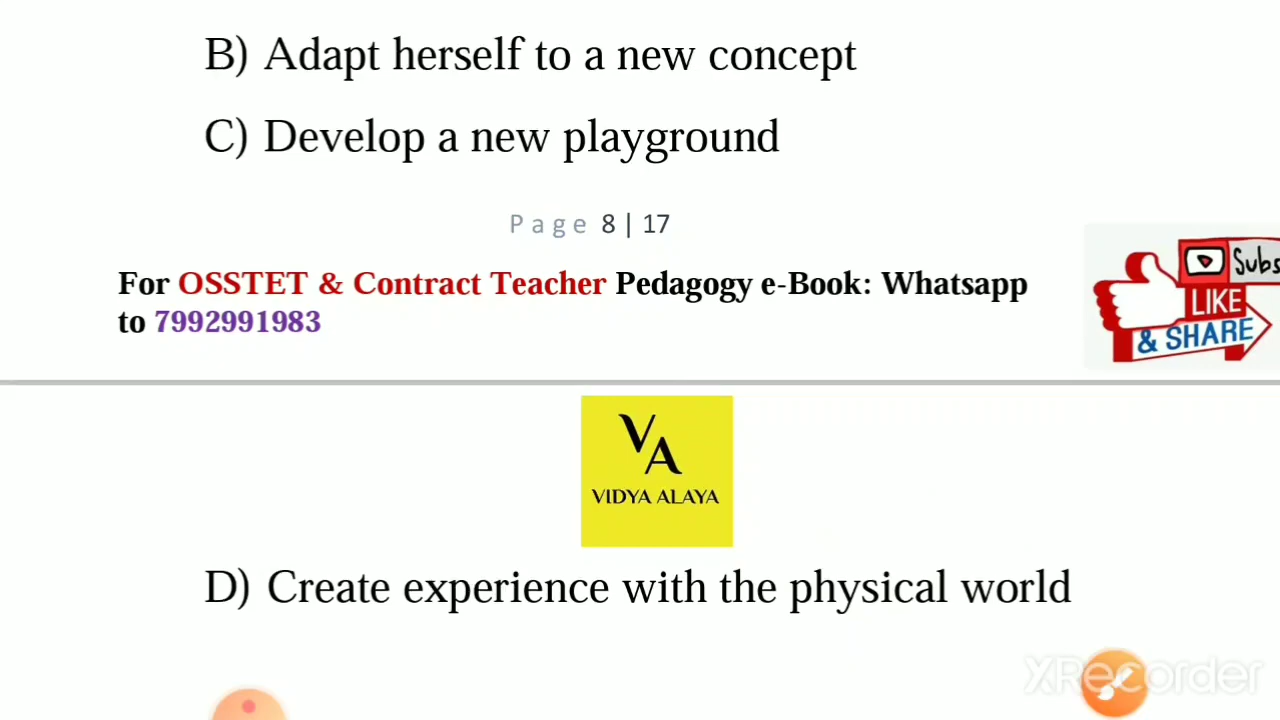 B) Adapt herself to a new concept
C) Develop a new playground
Page 8 | 17
For OSSTET & Contract Teacher Pedagogy e-Book: Whatsapp
to 7992991983
Subs
LIKE
& SHARE
VA
VIDYA ALAYA
D) Create experience with the physical world
XRecorder